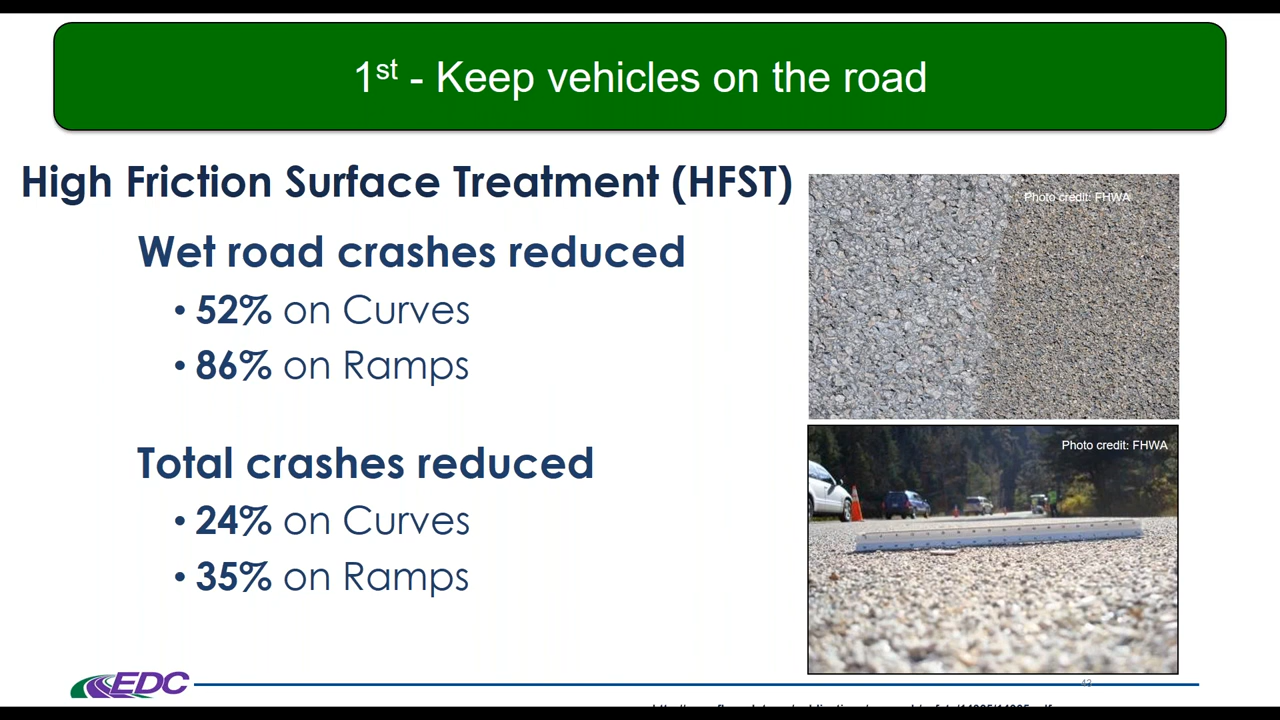 1st - Keep vehicles on the road
High Friction Surface Treatment (HFST)
Wet road crashes reduced
• 52% on Curves
• 86% on Ramps
Total crashes reduced
• 24% on Curves
• 35% on Ramps
Photo credit: FHWA
Photo credit: FHWA
EDC
43